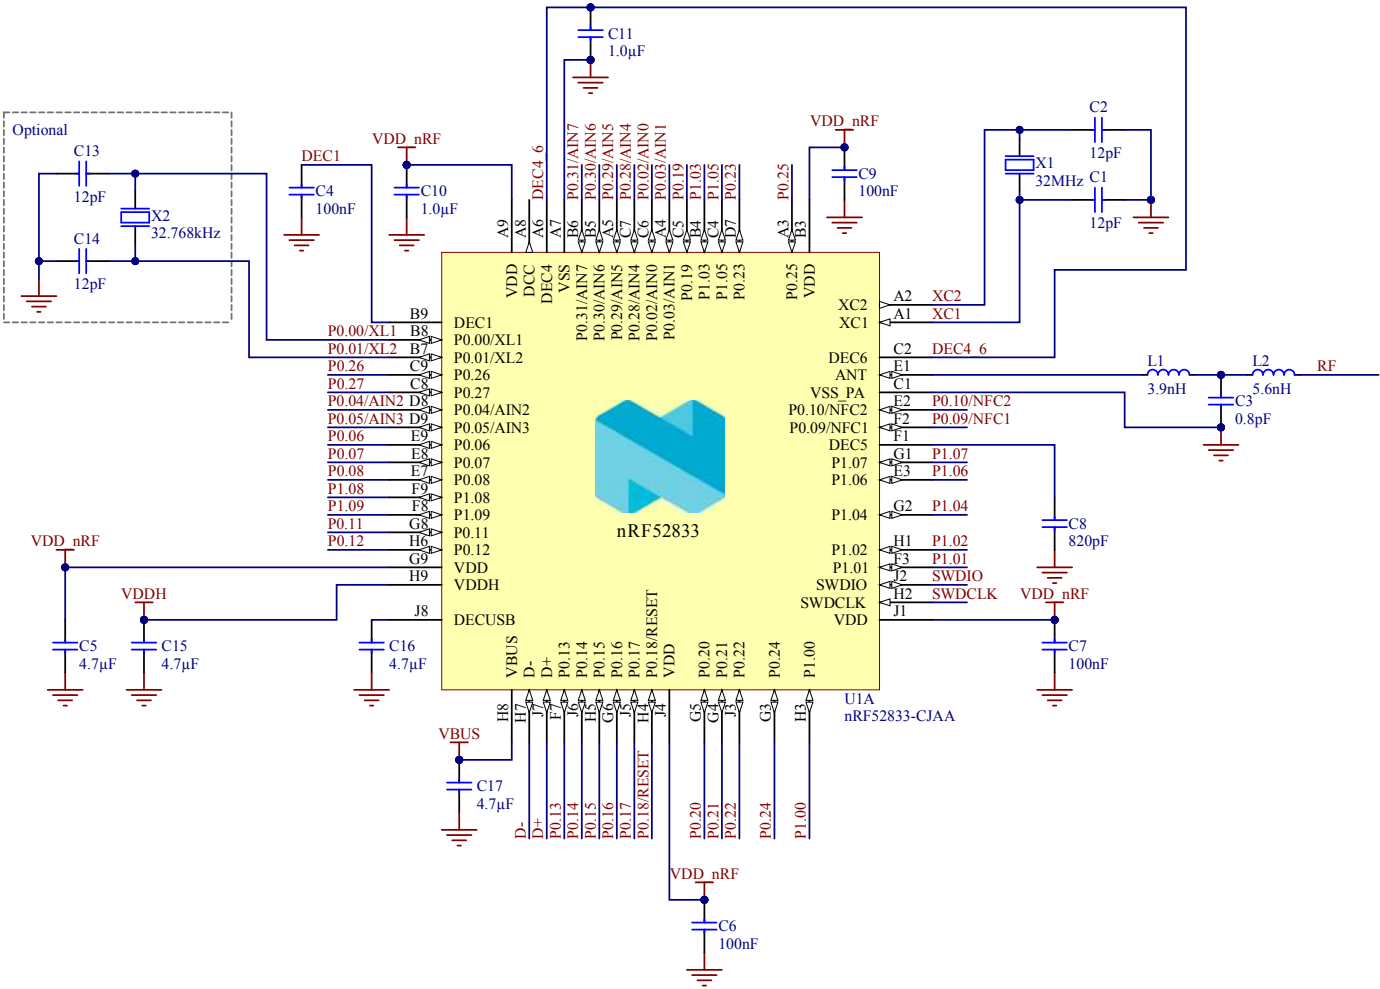 C11
1.0µF
Optional
C13
12pF
X2
32.768kHz
C14
12pF
DEC1
C4
100nF
VDD_nRF
C10
1.0µF
DEC4_6
P0.31/AIN7
P0.30/AIN6
P0.29/AIN5
P0.28/AIN4
P0.02/AIN0
P0.03/AIN1
P0.19
P1.03
P1.05
P0.23
P0.25
VDD_nRF
C9
100nF
C2
12pF
X1
32MHz
C1
12pF
A9
A8
A6
A7
B6
B5
A5
C7
C6
A4
C5
B4
C4
D7
A3
B3
VDD
DCC
DEC4
VSS
P0.31/AIN7
P0.30/AIN6
P0.29/AIN5
P0.28/AIN4
P0.02/AIN0
P0.03/AIN1
P0.19
P1.03
P1.05
P0.23
P0.25
VDD
B9
DEC1
P0.00/XL1 B8
P0.00/XL1
P0.01/XL2 B7
P0.01/XL2
P0.26 C9
P0.26
P0.27 C8
P0.27
P0.04/AIN2 D8
P0.04/AIN2
P0.05/AIN3 D9
P0.05/AIN3
P0.06 E9
P0.06
P0.07 E8
P0.07
P0.08 E7
P0.08
P1.08 F9
P1.08
P1.09 F8
P1.09
P0.11 G8
P0.11
P0.12 H6
P0.12
G9
VDD
H9
VDDH
J8
DECUSB
XC2
A2 XC2
XC1
A1 XC1
DEC6
C2 DEC4_6
ANT
E1
VSS_PA
C1
P0.10/NFC2
E2 P0.10/NFC2
P0.09/NFC1
F2 P0.09/NFC1
DEC5
F1
P1.07
G1 P1.07
P1.06
E3 P1.06
P1.04
G2 P1.04
P1.02
H1 P1.02
P1.01
F3 P1.01
SWDIO
J2 SWDIO
SWDCLK
H2 SWDCLK
VDD
J1
nRF52833
L1
3.9nH
L2
5.6nH
RF
C3
0.8pF
C8
820pF
VDD_nRF
C7
100nF
VDD_nRF
VDDH
C5
4.7µF
C15
4.7µF
C16
4.7µF
VBUS
D-
D+
P0.13
P0.14
P0.15
P0.16
P0.17
P0.18/RESET
VDD
P0.20
P0.21
P0.22
P0.24
P1.00
U1A
nRF52833-CJAA
H8
H7
J7
F7
J6
H5
G6
J5
H4
J4
G5
G4
J3
G3
H3
VBUS
C17
4.7µF
D-
D+
P0.13
P0.14
P0.15
P0.16
P0.17
P0.18/RESET
P0.20
P0.21
P0.22
P0.24
P1.00
VDD_nRF
C6
100nF